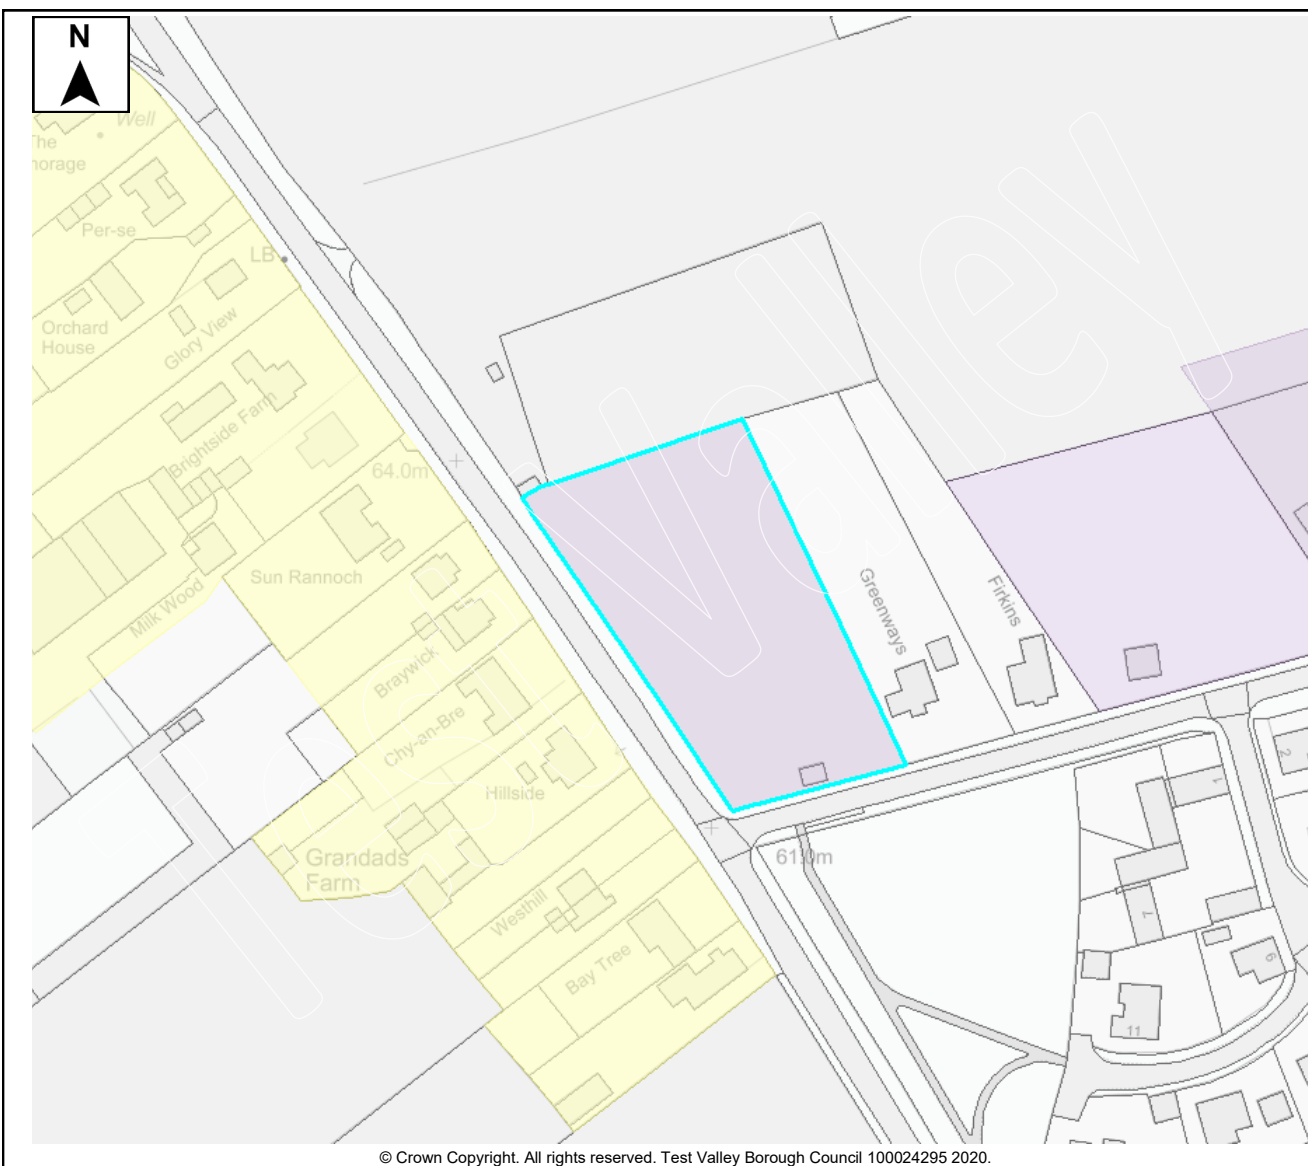 N
Well
The
horage
Per-se
LB
Orchard
House
Glory View
Brightside Farm
64.0m
Sun Rannoch
Milk Wood
Braywick
Chy-an-Bre
Hillside
Grandads
Farm
Westhill
Bay Tree
Greenways
Firkins
61.0m
1
2
7
6
11
© Crown Copyright. All rights reserved. Test Valley Borough Council 100024295 2020.